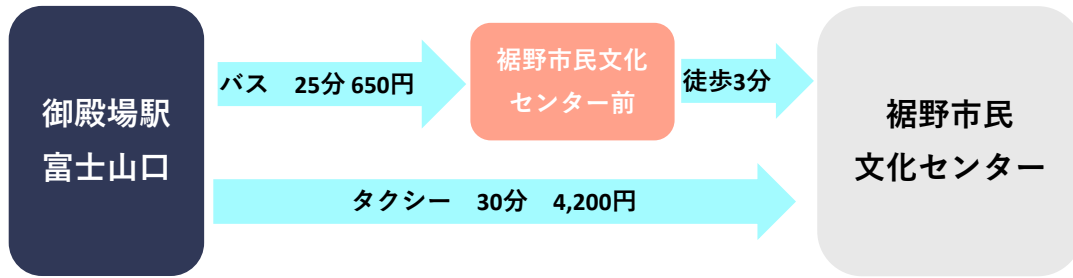 御殿場駅
富士山口
バス　25分 650円
裾野市民文化
センター前
徒歩3分
タクシー　30分　4,200円
裾野市民
文化センター